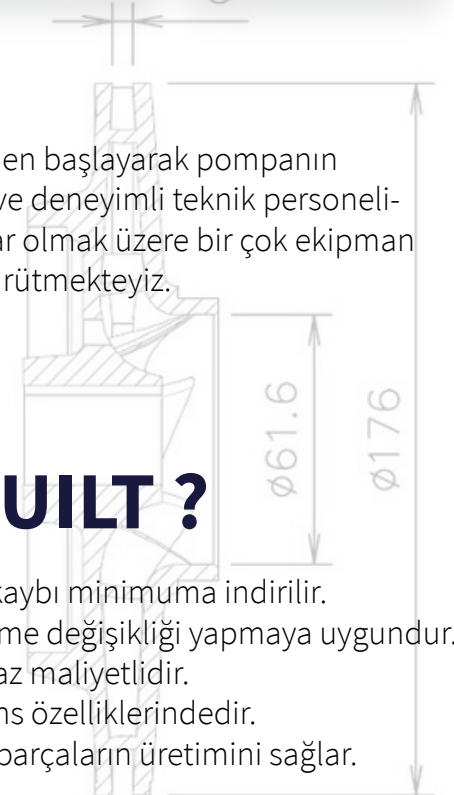 en başlayarak pompanın
ve deneyimli teknik personeli-
ar olmak üzere bir çok ekipman
rütmekteyiz.
ø61.6
ø176
UILT ?
kaybı minimuma indirilir.
me değişikliği yapmaya uygundur.
az maliyetlidir.
ns özelliklerindedir.
parçaların üretimini sağlar.